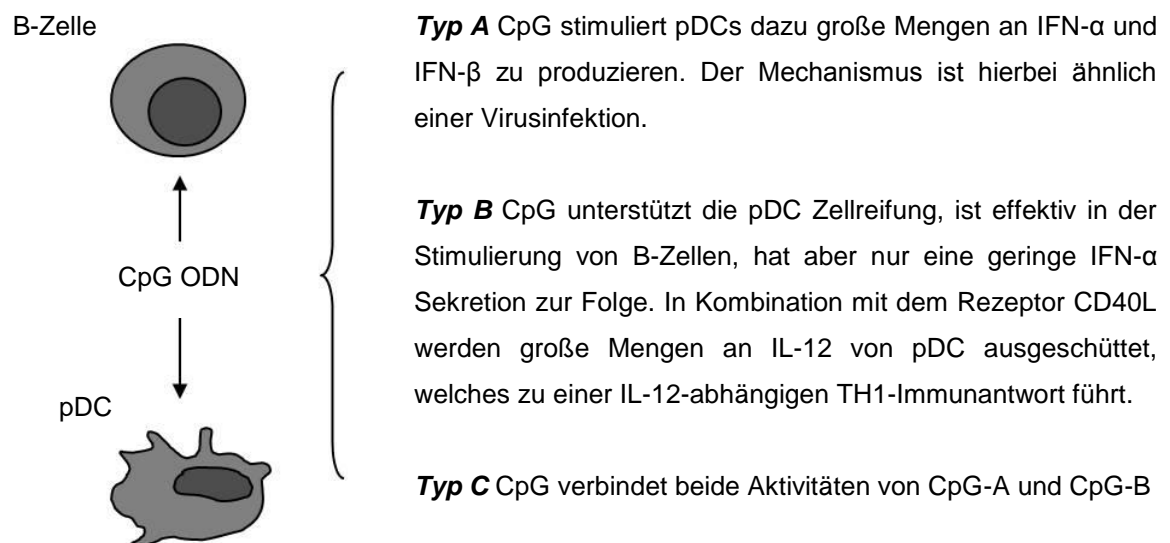 B-Zelle
CpG ODN
pDC
Typ A CpG stimuliert pDCs dazu große Mengen an IFN-α und
IFN-β zu produzieren. Der Mechanismus ist hierbei ähnlich
einer Virusinfektion.
Typ B CpG unterstützt die pDC Zellreifung, ist effektiv in der
Stimulierung von B-Zellen, hat aber nur eine geringe IFN-α
Sekretion zur Folge. In Kombination mit dem Rezeptor CD40L
werden große Mengen an IL-12 von pDC ausgeschüttet,
welches zu einer IL-12-abhängigen TH1-Immunantwort führt.
Typ C CpG verbindet beide Aktivitäten von CpG-A und CpG-B